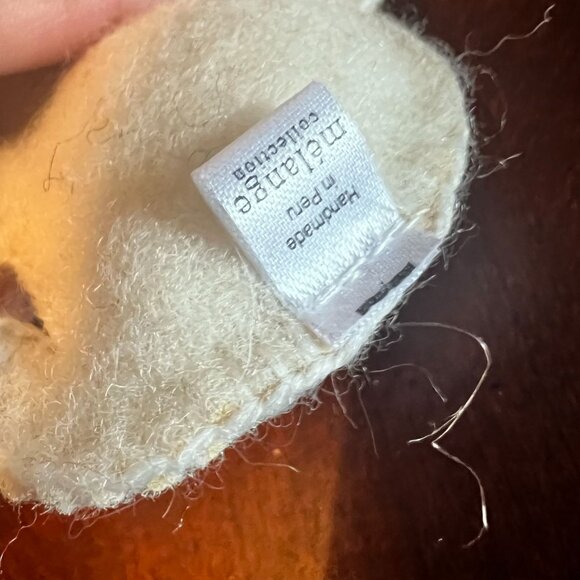 mélange
collection
Handmade
in Peru